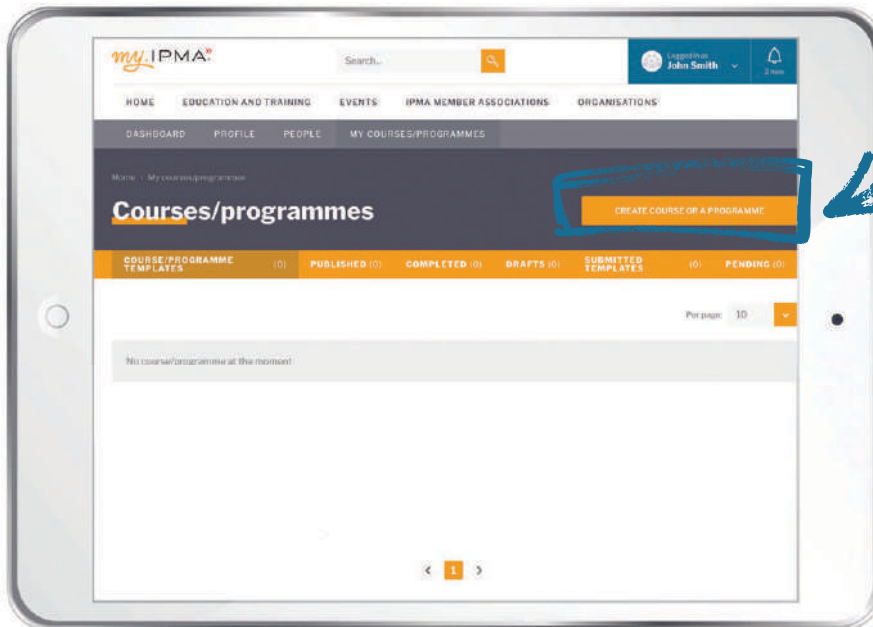 my.IPMA
Search...
Logged in as
John Smith
2 new
HOME EDUCATION AND TRAINING EVENTS IPMA MEMBER ASSOCIATIONS ORGANISATIONS
DASHBOARD PROFILE PEOPLE MY COURSES/PROGRAMMES
Home › My courses/programmes
Courses/programmes
CREATE COURSE OR A PROGRAMME
COURSE/PROGRAMME TEMPLATES (0) PUBLISHED (0) COMPLETED (0) DRAFTS (0) SUBMITTED TEMPLATES (0) PENDING (0)
Per page: 10
No course/programme at the moment
< 1 >